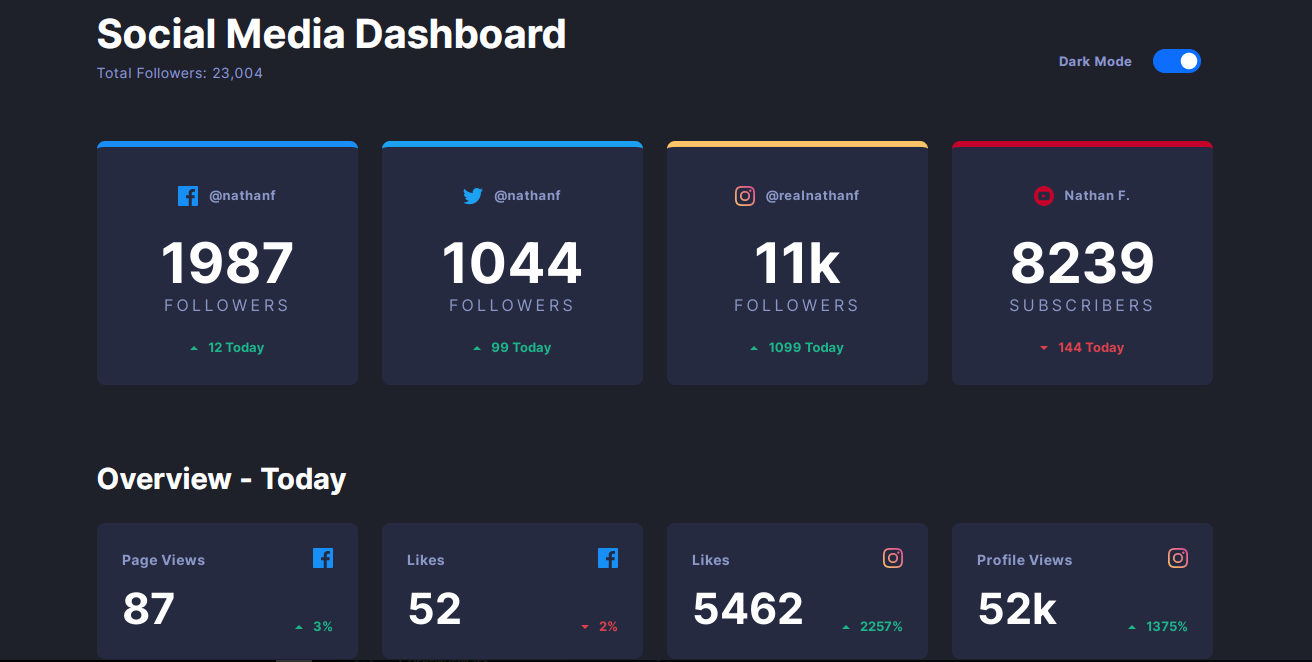 Social Media Dashboard
Total Followers: 23,004
Dark Mode
@nathanf
1987
FOLLOWERS
12 Today
@nathanf
1044
FOLLOWERS
99 Today
@realnathanf
11k
FOLLOWERS
1099 Today
Nathan F.
8239
SUBSCRIBERS
144 Today
Overview - Today
Page Views
87
3%
Likes
52
2%
Likes
5462
2257%
Profile Views
52k
1375%